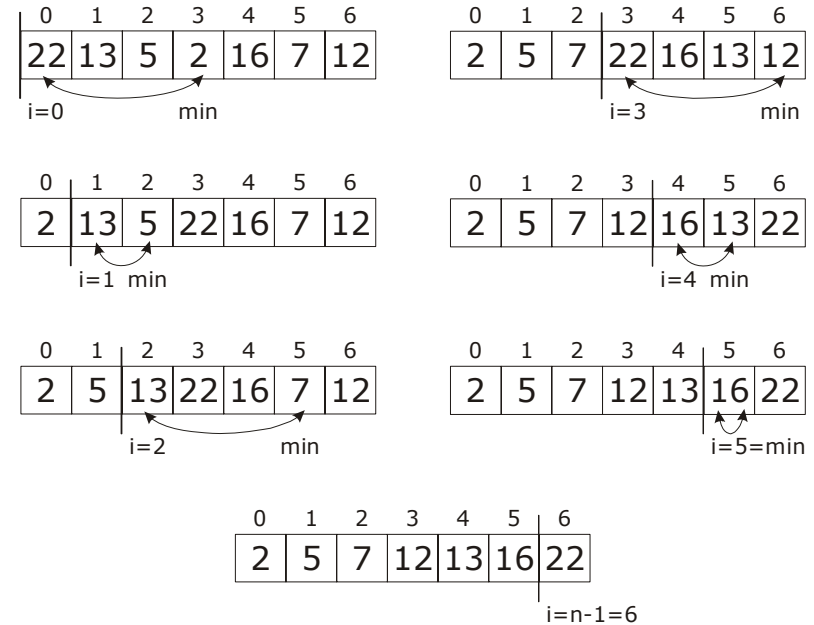 0 1 2 3 4 5 6
22 13 5 2 16 7 12
i=0 min
0 1 2 3 4 5 6
2 13 5 22 16 7 12
i=1 min
0 1 2 3 4 5 6
2 5 13 22 16 7 12
i=2 min
0 1 2 3 4 5 6
2 5 7 22 16 13 12
i=3 min
0 1 2 3 4 5 6
2 5 7 12 16 13 22
i=4 min
0 1 2 3 4 5 6
2 5 7 12 13 16 22
i=5=min
0 1 2 3 4 5 6
2 5 7 12 13 16 22
i=n-1=6